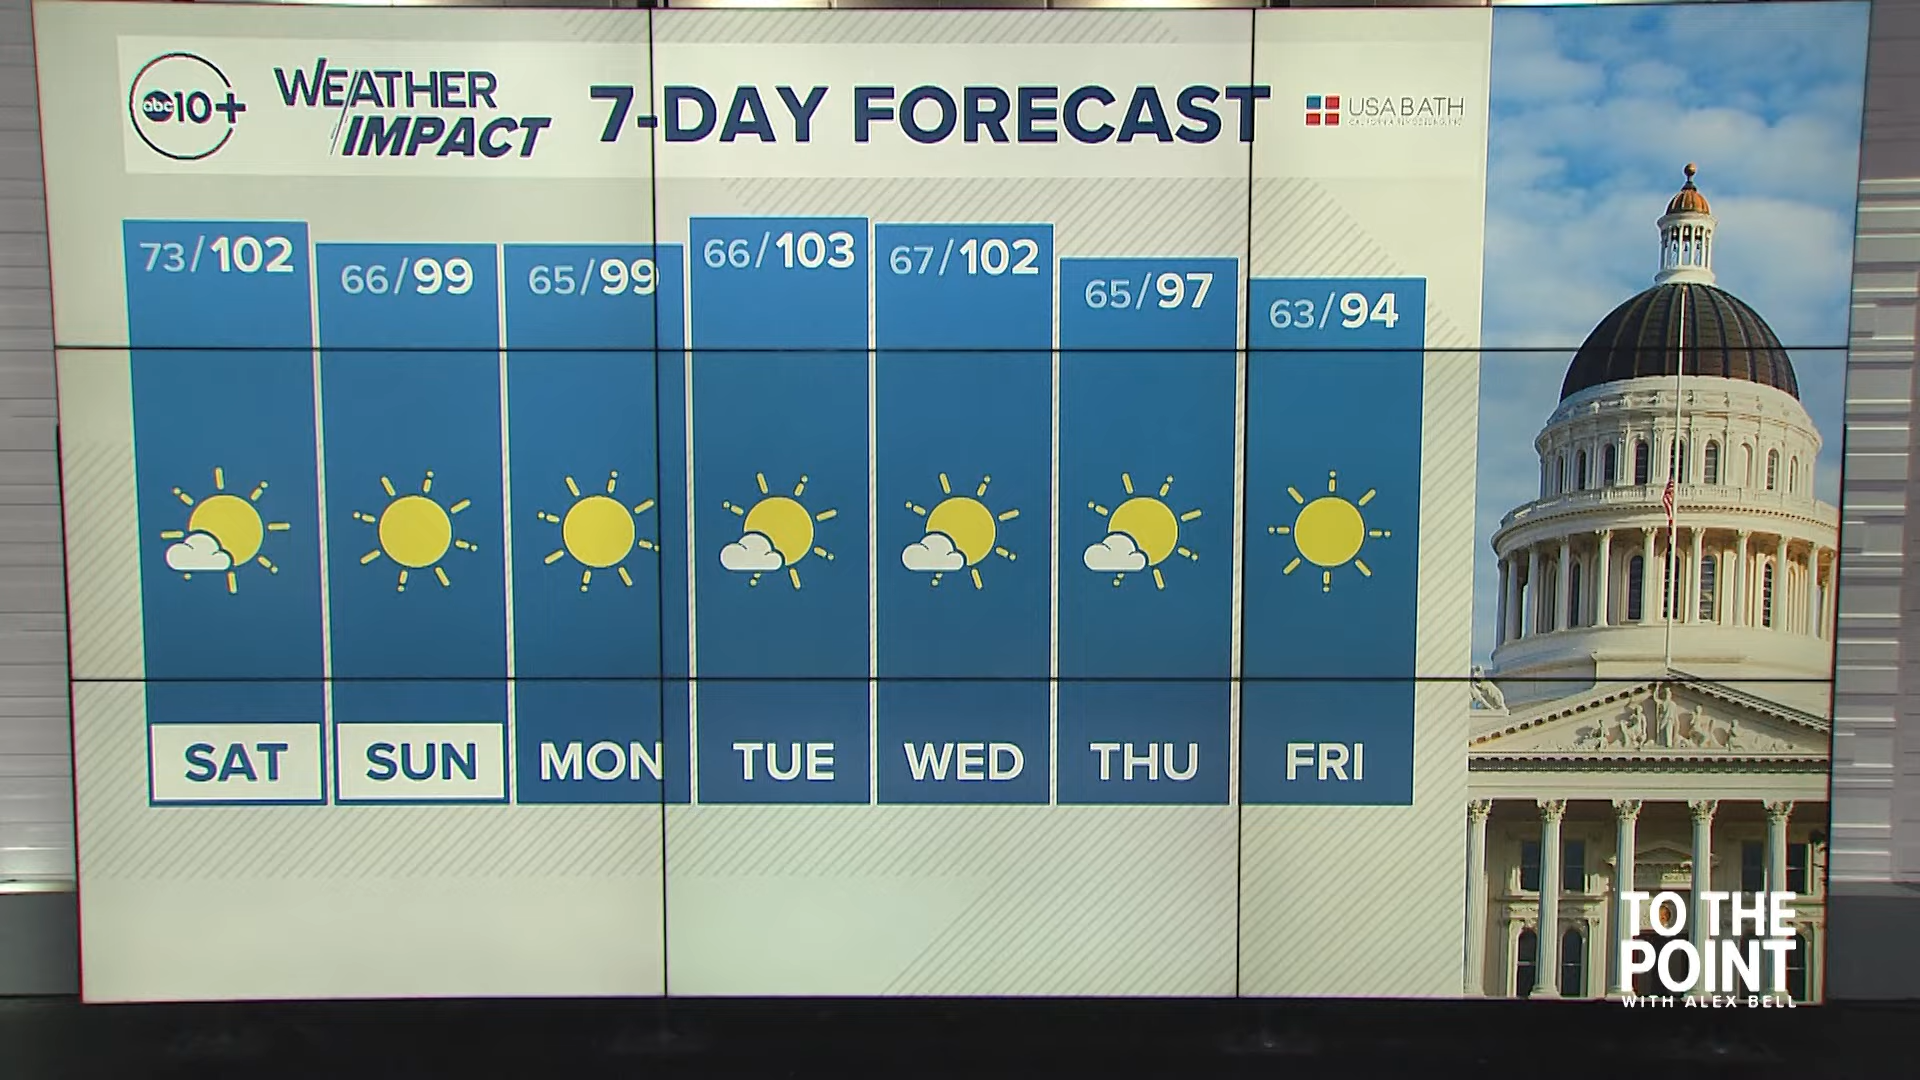 abc10+
WEATHER
IMPACT
7-DAY FORECAST
USA BATH
73/102
66/99
65/99
66/103
67/102
65/97
63/94
SAT
SUN
MON
TUE
WED
THU
FRI
TO THE
POINT
WITH ALEX BELL